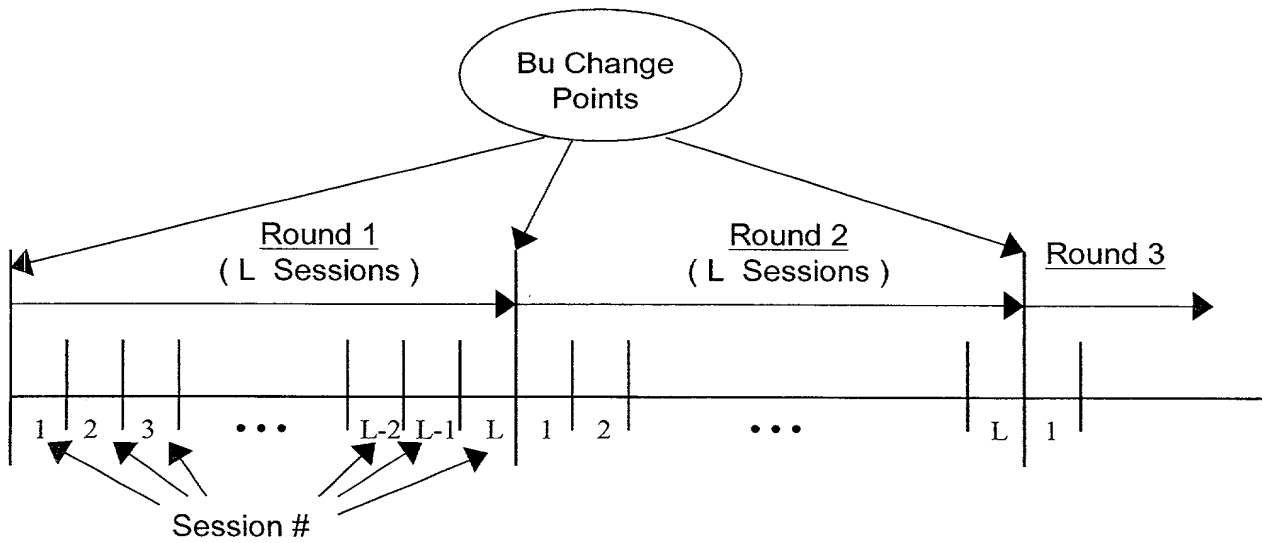 Bu Change
Points
Round 1
( L Sessions )
Round 2
( L Sessions )
Round 3
1 2 3 ••• L-2 L-1 L 1 2 ••• L 1
Session #